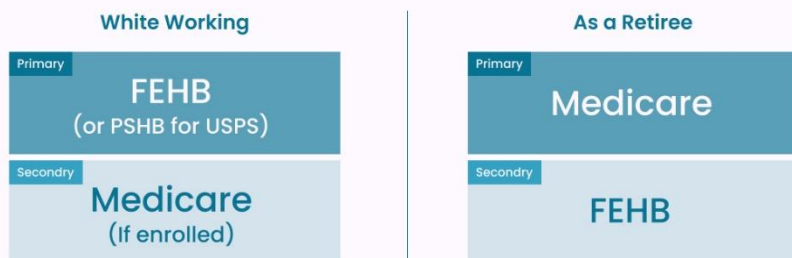 White Working
Primary
FEHB
(or PSHB for USPS)
Secondry
Medicare
(If enrolled)
As a Retiree
Primary
Medicare
Secondry
FEHB